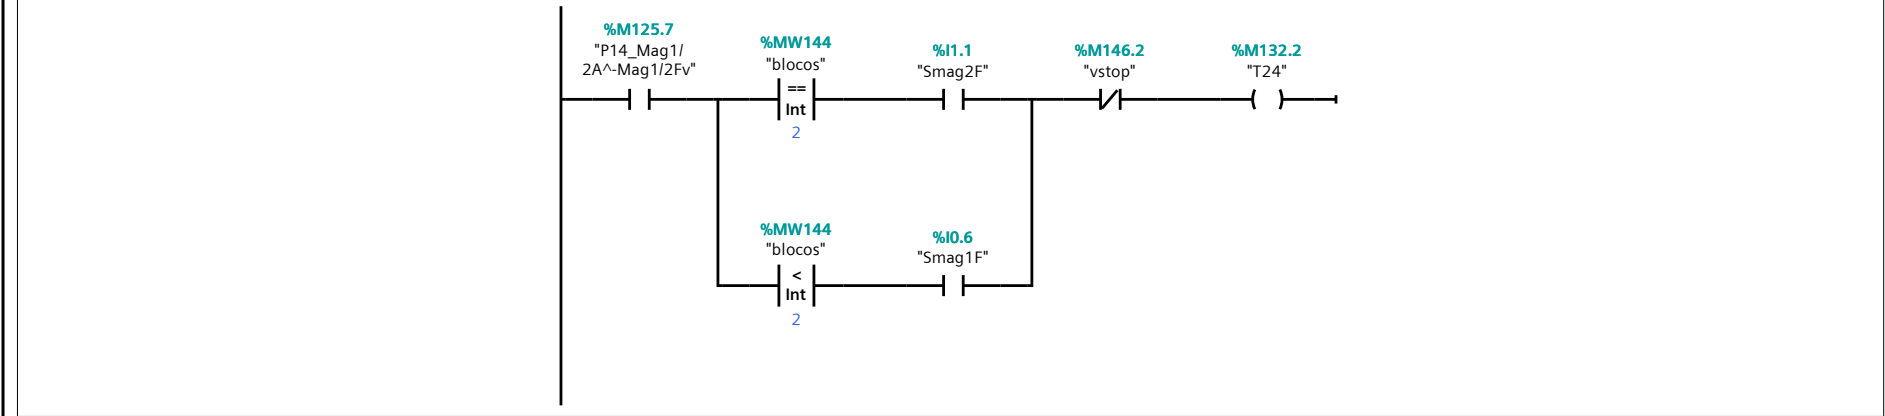 %M125.7
"P14_Mag1/
2A^-Mag1/2Fv"
%MW144
"blocos"
==
Int
2
%I1.1
"Smag2F"
%M146.2
"vstop"
%M132.2
"T24"
%MW144
"blocos"
<
Int
2
%I0.6
"Smag1F"